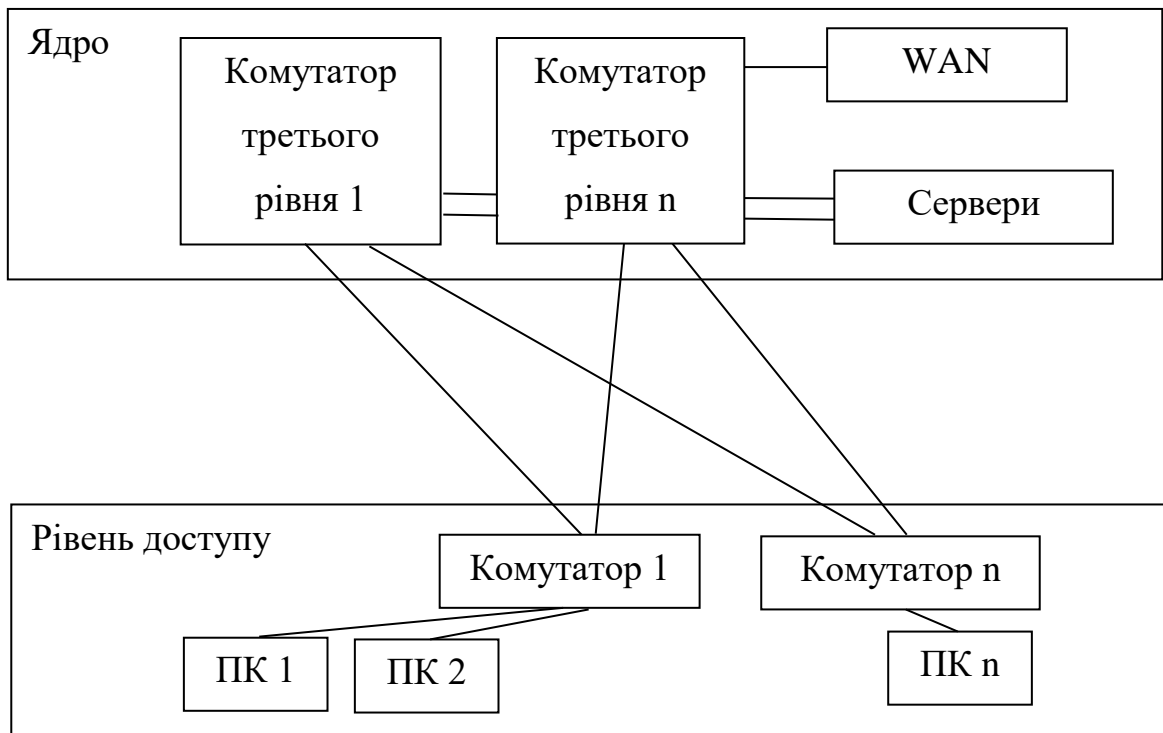 Ядро
Комутатор
третього
рівня 1
Комутатор
третього
рівня n
WAN
Сервери
Рівень доступу
Комутатор 1
Комутатор n
ПК 1
ПК 2
ПК n